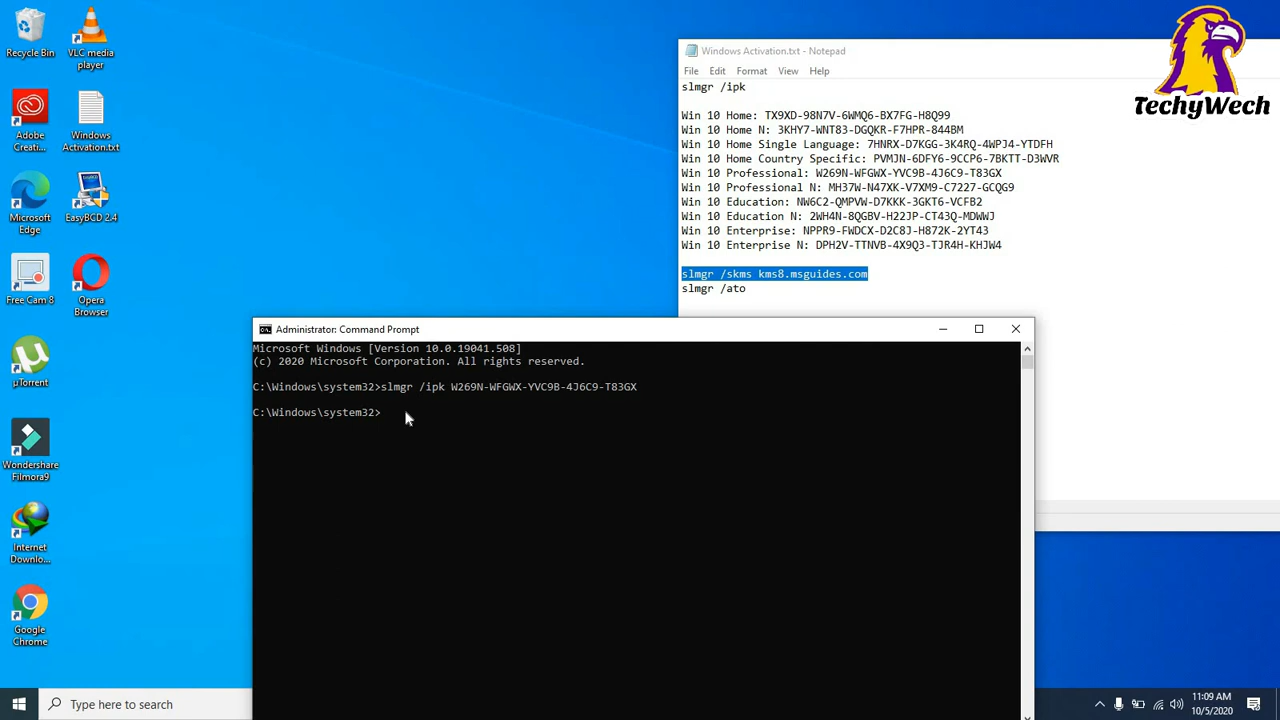 Recycle Bin
VLC media
player
Adobe
Creati...
Windows
Activation.txt
Microsoft
Edge
EasyBCD 2.4
Free Cam 8
Opera
Browser
µTorrent
Wondershare
Filmora9
Internet
Downlo...
Google
Chrome
Windows Activation.txt - Notepad
File Edit Format View Help
slmgr /ipk
Win 10 Home: TX9XD-98N7V-6WMQ6-BX7FG-H8Q99
Win 10 Home N: 3KHY7-WNT83-DGQKR-F7HPR-844BM
Win 10 Home Single Language: 7HNRX-D7KGG-3K4RQ-4WPJ4-YTDFH
Win 10 Home Country Specific: PVMJN-6DFY6-9CCP6-7BKTT-D3WVR
Win 10 Professional: W269N-WFGWX-YVC9B-4J6C9-T83GX
Win 10 Professional N: MH37W-N47XK-V7XM9-C7227-GCQG9
Win 10 Education: NW6C2-QMPVW-D7KKK-3GKT6-VCFB2
Win 10 Education N: 2WH4N-8QGBV-H22JP-CT43Q-MDWWJ
Win 10 Enterprise: NPPR9-FWDCX-D2C8J-H872K-2YT43
Win 10 Enterprise N: DPH2V-TTNVB-4X9Q3-TJR4H-KHJW4
slmgr /skms kms8.msguides.com
slmgr /ato
TechyWech
Administrator: Command Prompt
Microsoft Windows [Version 10.0.19041.508]
(c) 2020 Microsoft Corporation. All rights reserved.
C:\Windows\system32>slmgr /ipk W269N-WFGWX-YVC9B-4J6C9-T83GX
C:\Windows\system32>
Type here to search
11:09 AM
10/5/2020